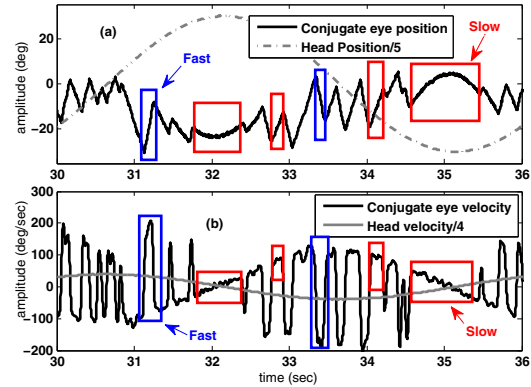 (a)
Conjugate eye position
Head Position/5
Slow
Fast
amplitude (deg)
20
0
−20
30 31 32 33 34 35 36
(b)
Conjugate eye velocity
Head velocity/4
amplitude (deg/sec)
300
200
100
0
−100
−200
Fast
Slow
30 31 32 33 34 35 36
time (sec)